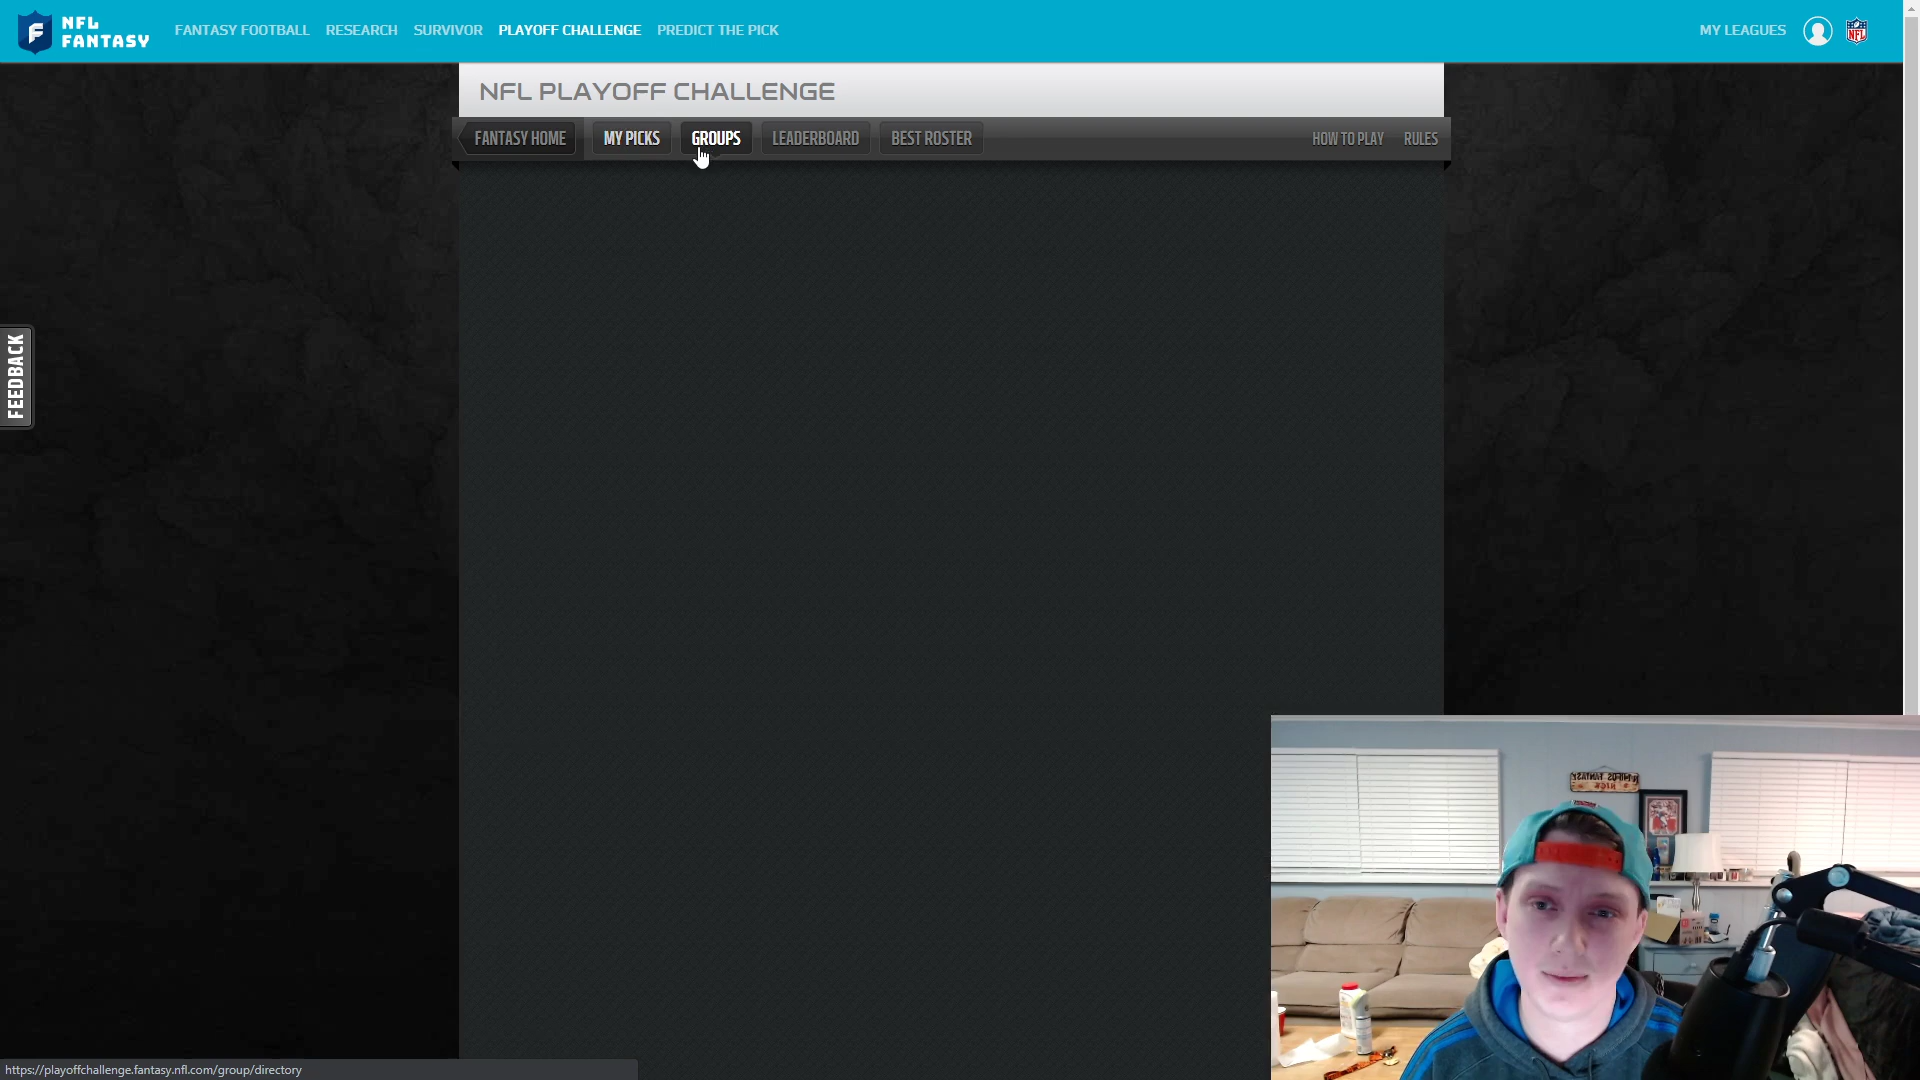 NFL
FANTASY
FANTASY FOOTBALL RESEARCH SURVIVOR PLAYOFF CHALLENGE PREDICT THE PICK MY LEAGUES
NFL PLAYOFF CHALLENGE
FANTASY HOME MY PICKS GROUPS LEADERBOARD BEST ROSTER HOW TO PLAY RULES
FEEDBACK
https://playoffchallenge.fantasy.nfl.com/group/directory